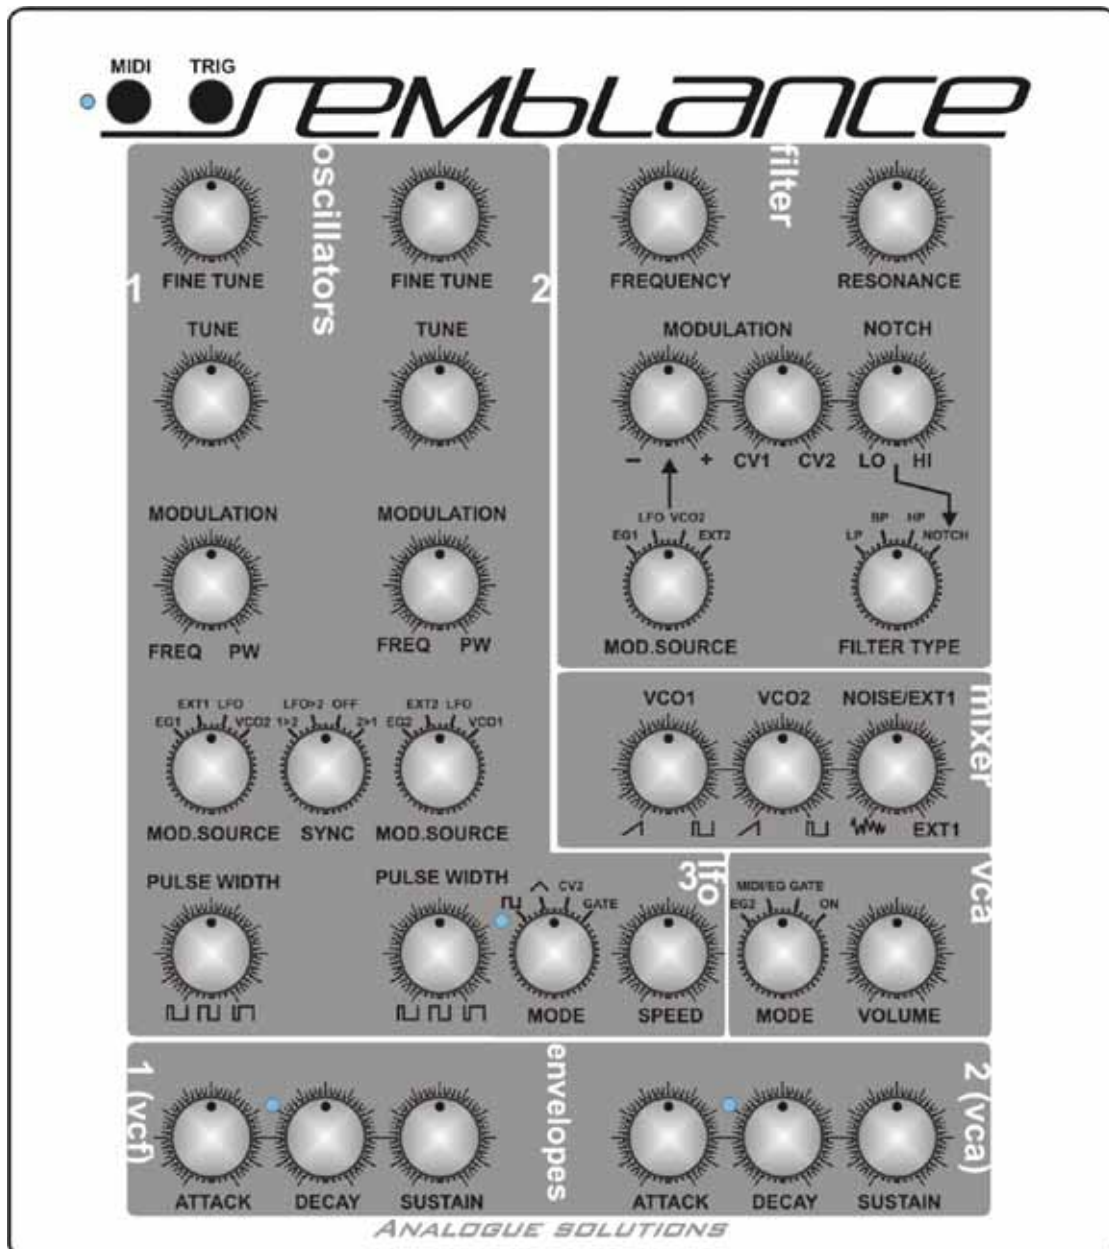 MIDI TRIG
semblance
oscillators
filter
1
FINE TUNE FINE TUNE
2
FREQUENCY RESONANCE
TUNE TUNE
MODULATION NOTCH
− + CV1 CV2 LO HI
MODULATION MODULATION
LFO VCO2
EG1 EXT2
BP HP
LP NOTCH
FREQ PW FREQ PW
MOD.SOURCE FILTER TYPE
EXT1 LFO
EG1 VCO2
LFO>2 OFF
1>2 2>1
EXT2 LFO
EG2 VCO1
VCO1 VCO2 NOISE/EXT1
mixer
MOD.SOURCE SYNC MOD.SOURCE
EXT1
PULSE WIDTH PULSE WIDTH
CV2
GATE
3
lfo
MIDI/EG GATE
EG2 ON
vca
MODE SPEED MODE VOLUME
1 (vcf)
envelopes
2 (vca)
ATTACK DECAY SUSTAIN ATTACK DECAY SUSTAIN
ANALOGUE SOLUTIONS